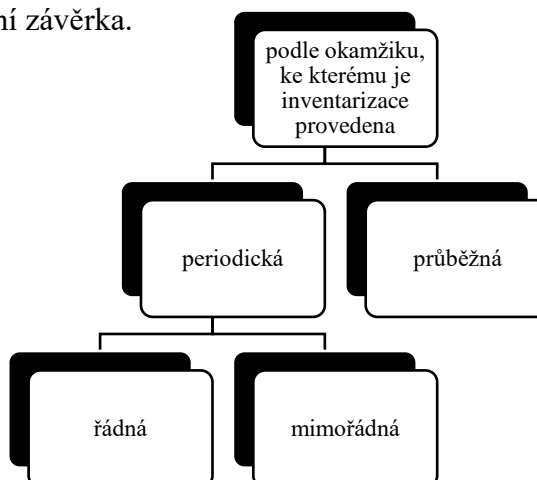 ní závěrka.
podle okamžiku,
ke kterému je
inventarizace
provedena
periodická
průběžná
řádná
mimořádná